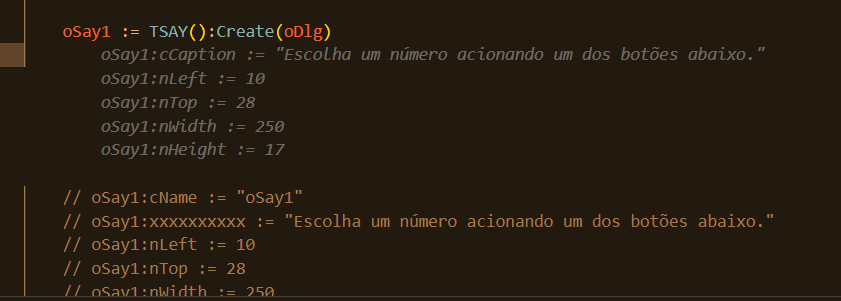 oSay1 := TSAY():Create(oDlg)
oSay1:cCaption := "Escolha um número acionando um dos botões abaixo."
oSay1:nLeft := 10
oSay1:nTop := 28
oSay1:nWidth := 250
oSay1:nHeight := 17
// oSay1:cName := "oSay1"
// oSay1:xxxxxxxxxx := "Escolha um número acionando um dos botões abaixo."
// oSay1:nLeft := 10
// oSay1:nTop := 28
// oSay1:nWidth := 250